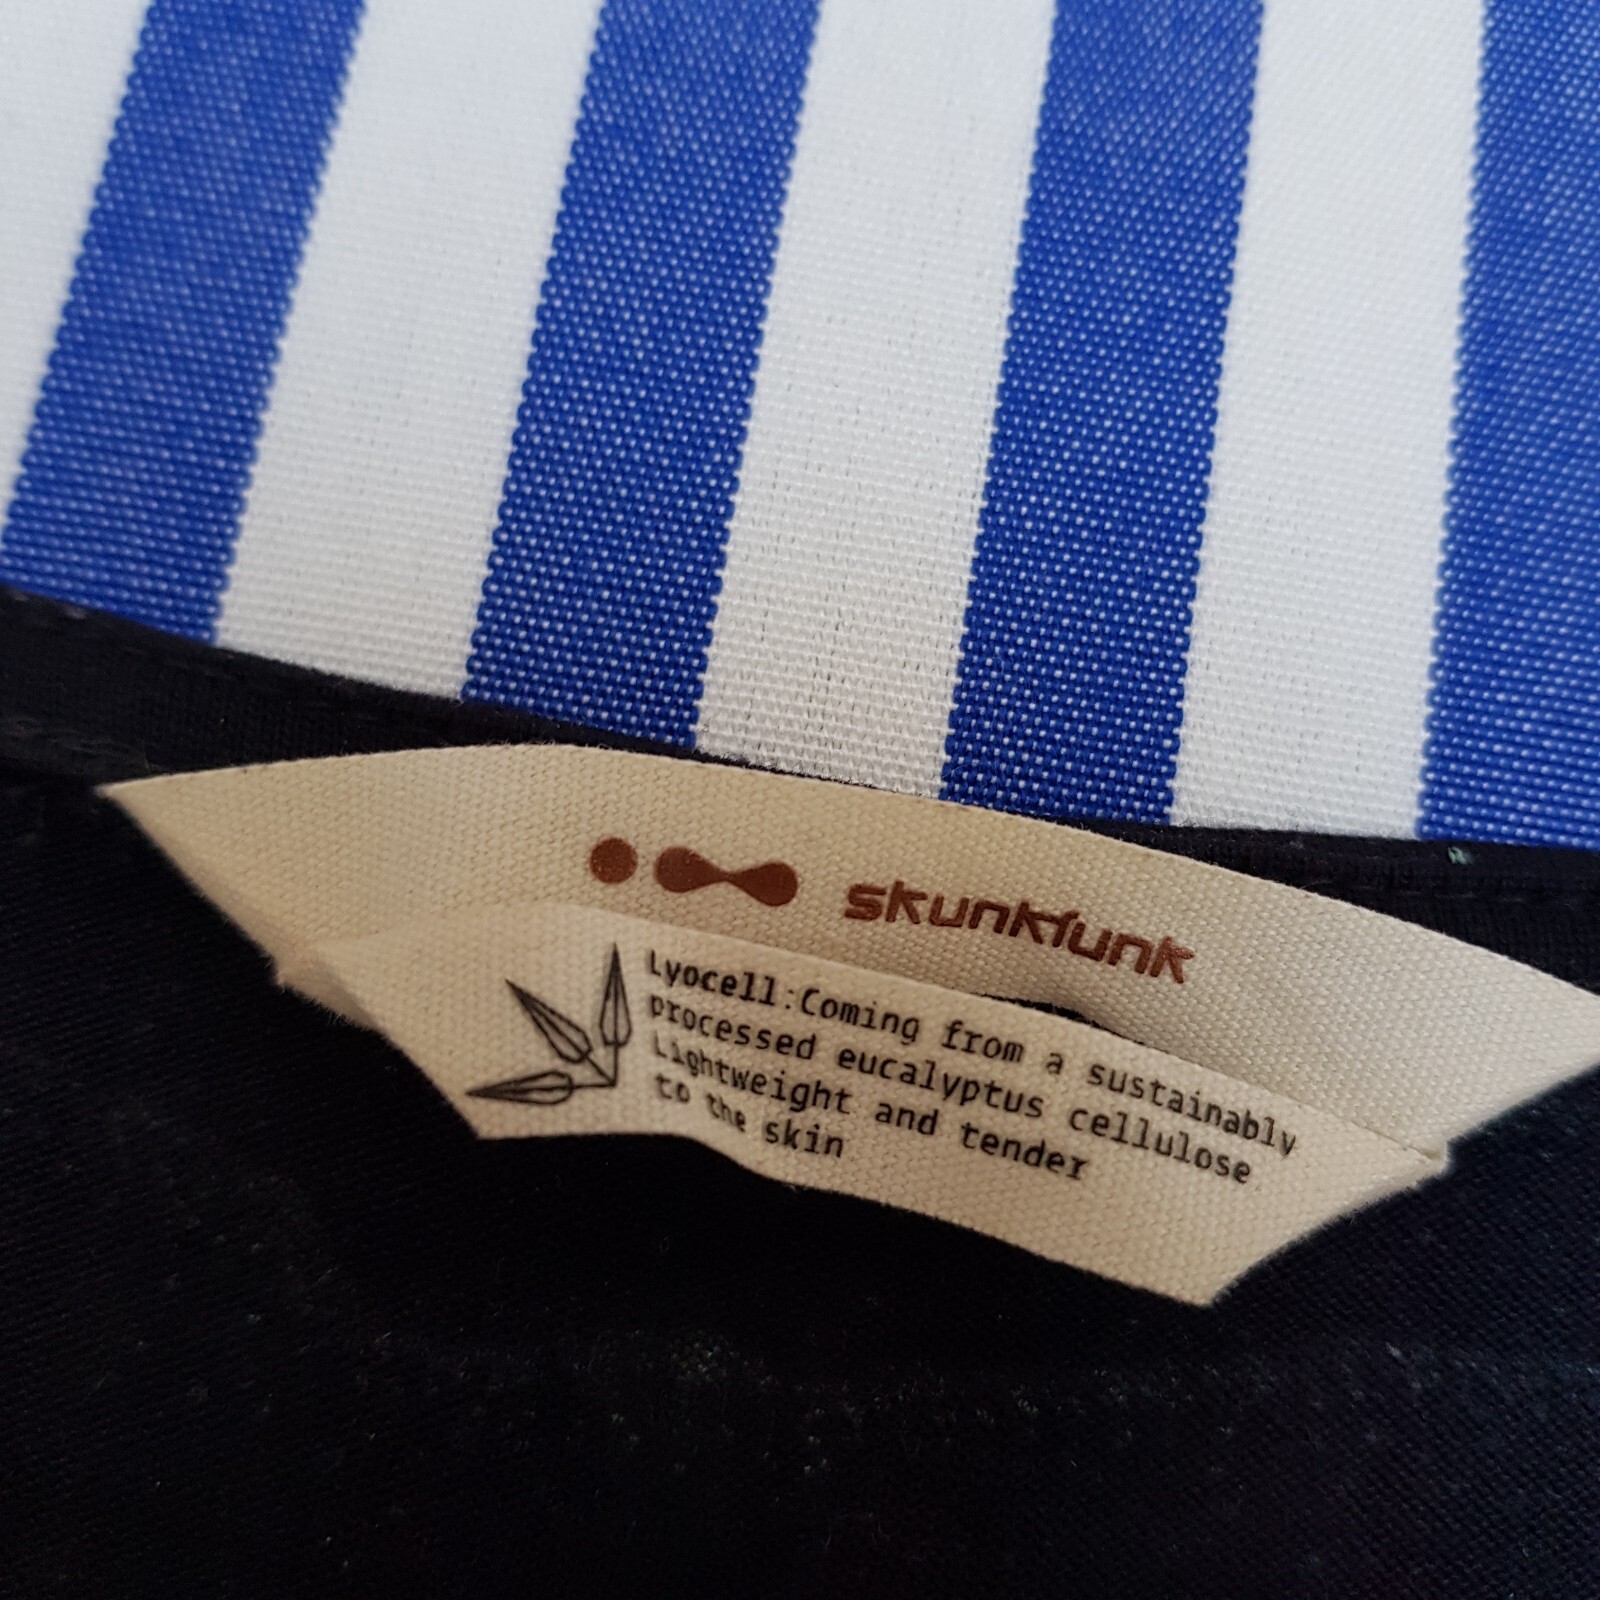 skunkfunk
Lyocell:Coming from a sustainably
processed eucalyptus cellulose
Lightweight and tender
to the skin